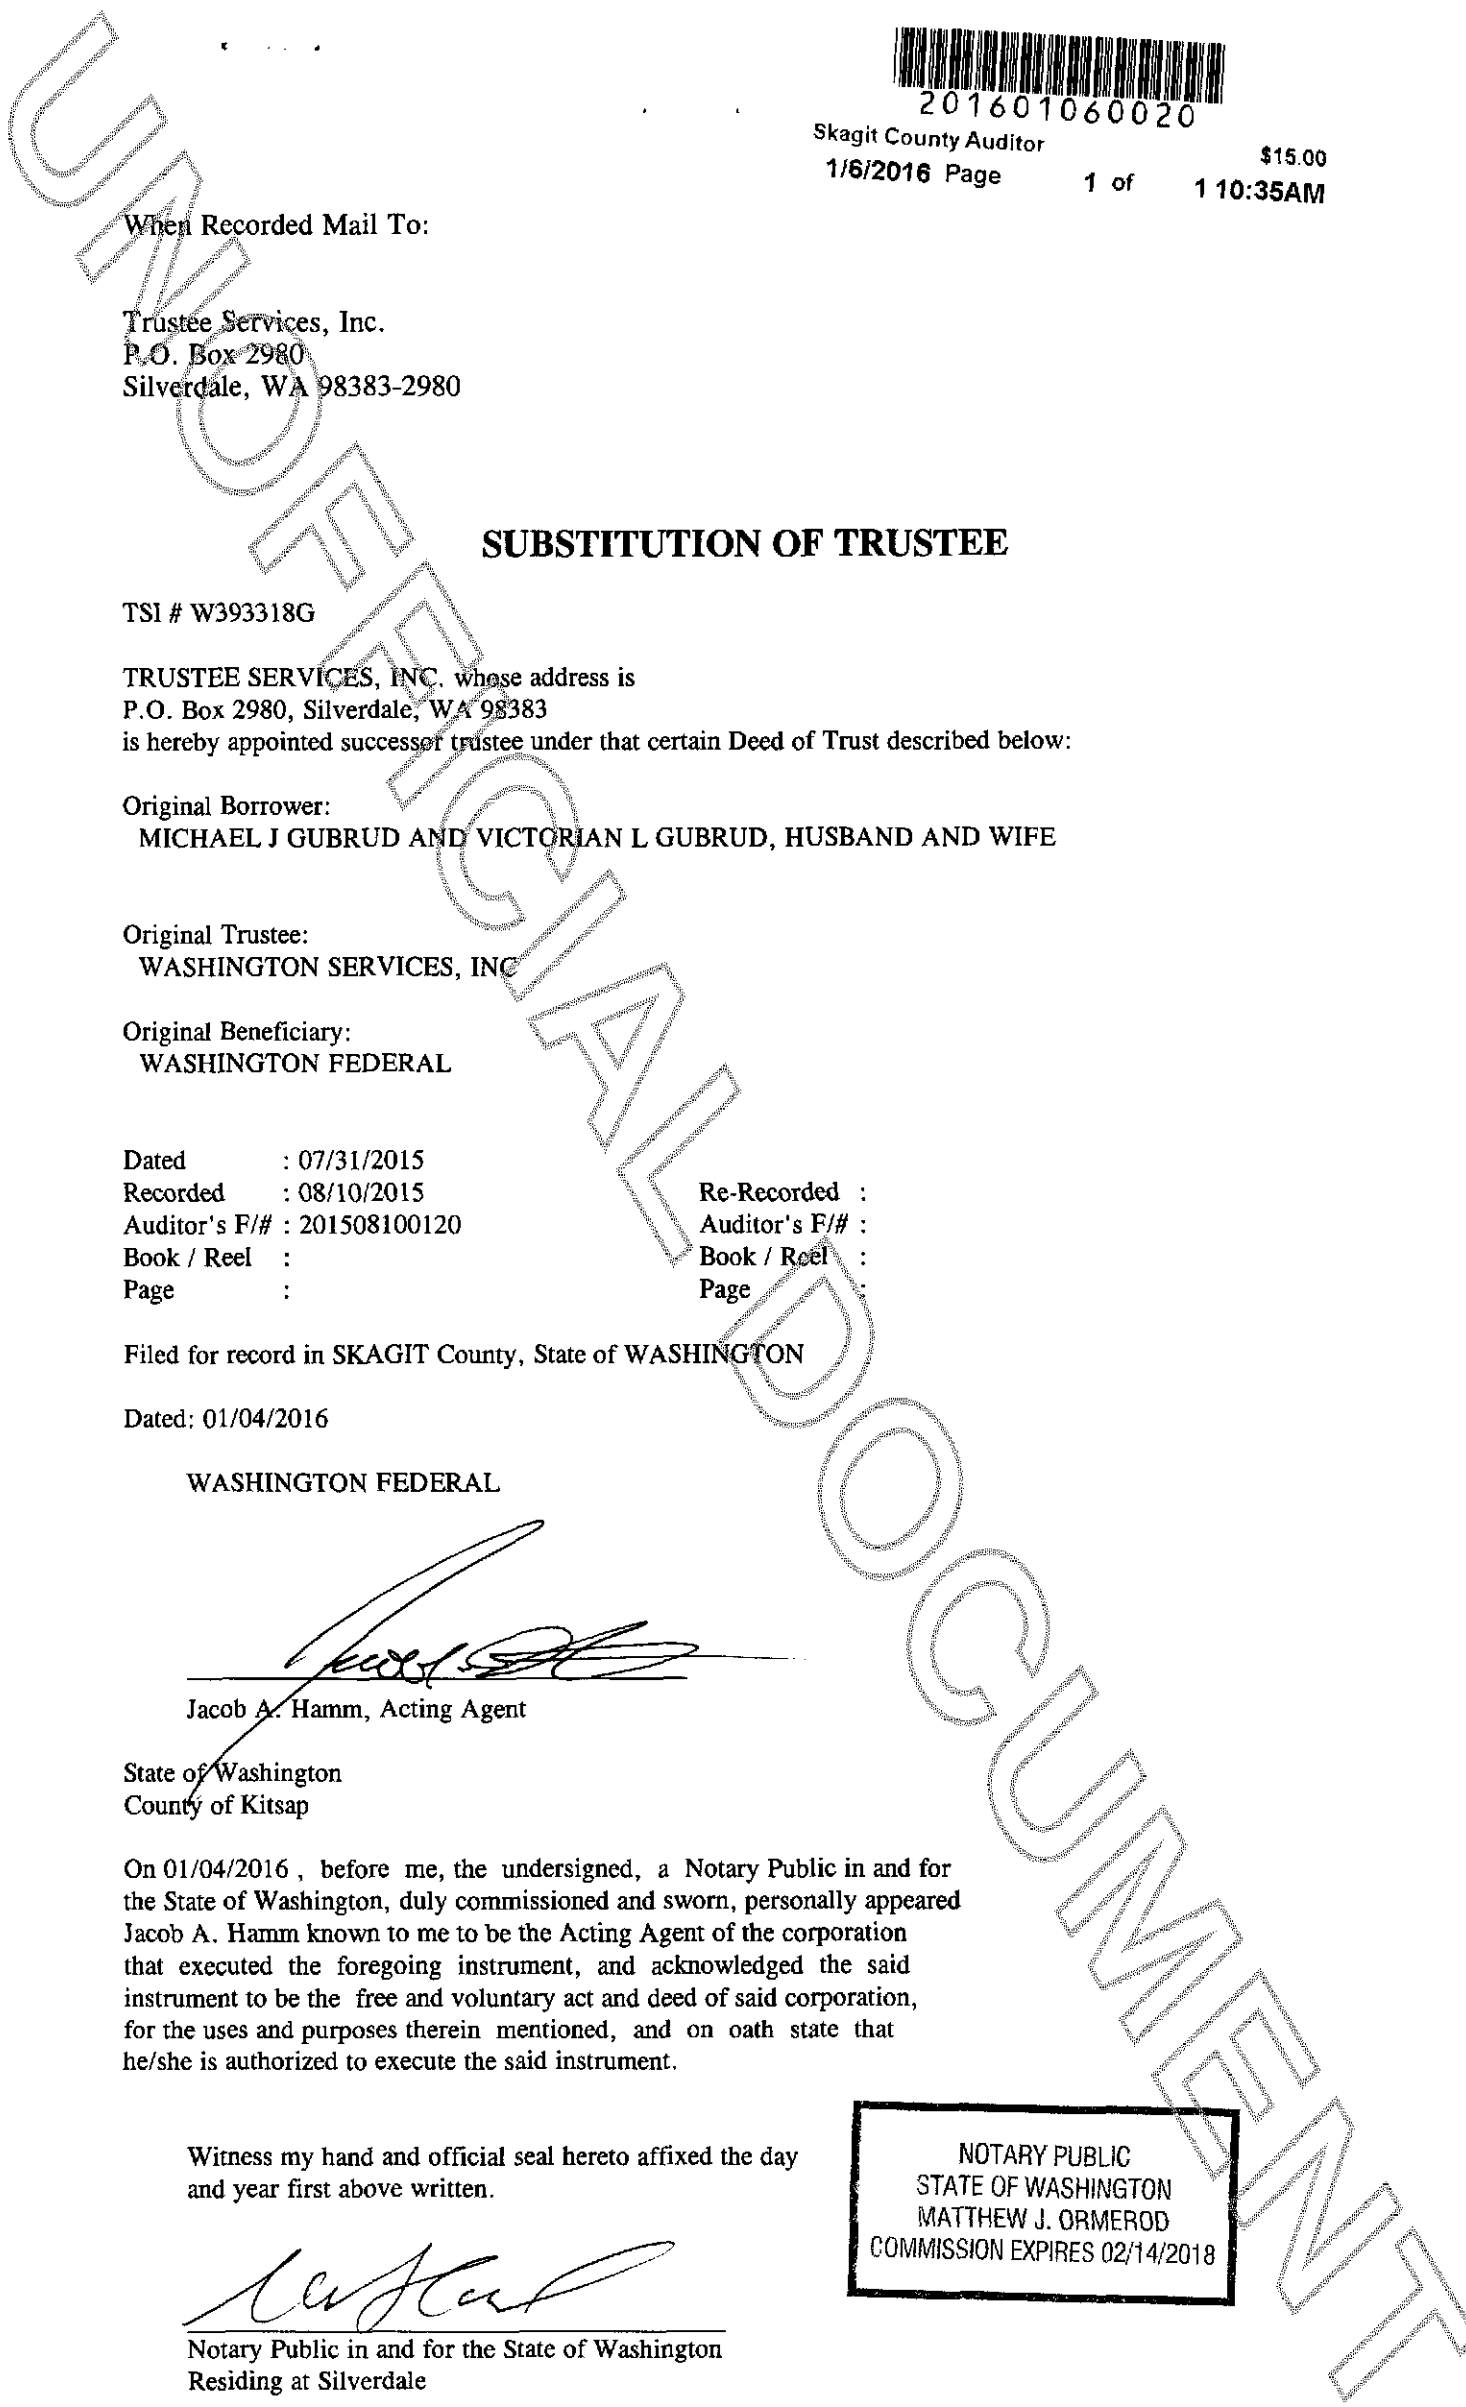 201601060020
Skagit County Auditor $15.00
1/6/2016 Page 1 of 1 10:35AM
When Recorded Mail To:
Trustee Services, Inc.
P.O. Box 2980
Silverdale, WA 98383-2980
SUBSTITUTION OF TRUSTEE
TSI # W393318G
TRUSTEE SERVICES, INC. whose address is
P.O. Box 2980, Silverdale, WA 98383
is hereby appointed successor trustee under that certain Deed of Trust described below:
Original Borrower:
MICHAEL J GUBRUD AND VICTORIAN L GUBRUD, HUSBAND AND WIFE
Original Trustee:
WASHINGTON SERVICES, INC
Original Beneficiary:
WASHINGTON FEDERAL
Dated : 07/31/2015
Recorded : 08/10/2015 Re-Recorded :
Auditor's F/# : 201508100120 Auditor's F/# :
Book / Reel : Book / Reel :
Page : Page :
Filed for record in SKAGIT County, State of WASHINGTON
Dated: 01/04/2016
WASHINGTON FEDERAL
Jacob A. Hamm, Acting Agent
State of Washington
County of Kitsap
On 01/04/2016 , before me, the undersigned, a Notary Public in and for
the State of Washington, duly commissioned and sworn, personally appeared
Jacob A. Hamm known to me to be the Acting Agent of the corporation
that executed the foregoing instrument, and acknowledged the said
instrument to be the free and voluntary act and deed of said corporation,
for the uses and purposes therein mentioned, and on oath state that
he/she is authorized to execute the said instrument.
Witness my hand and official seal hereto affixed the day
and year first above written.
NOTARY PUBLIC
STATE OF WASHINGTON
MATTHEW J. ORMEROD
COMMISSION EXPIRES 02/14/2018
Notary Public in and for the State of Washington
Residing at Silverdale
UNOFFICIAL DOCUMENT